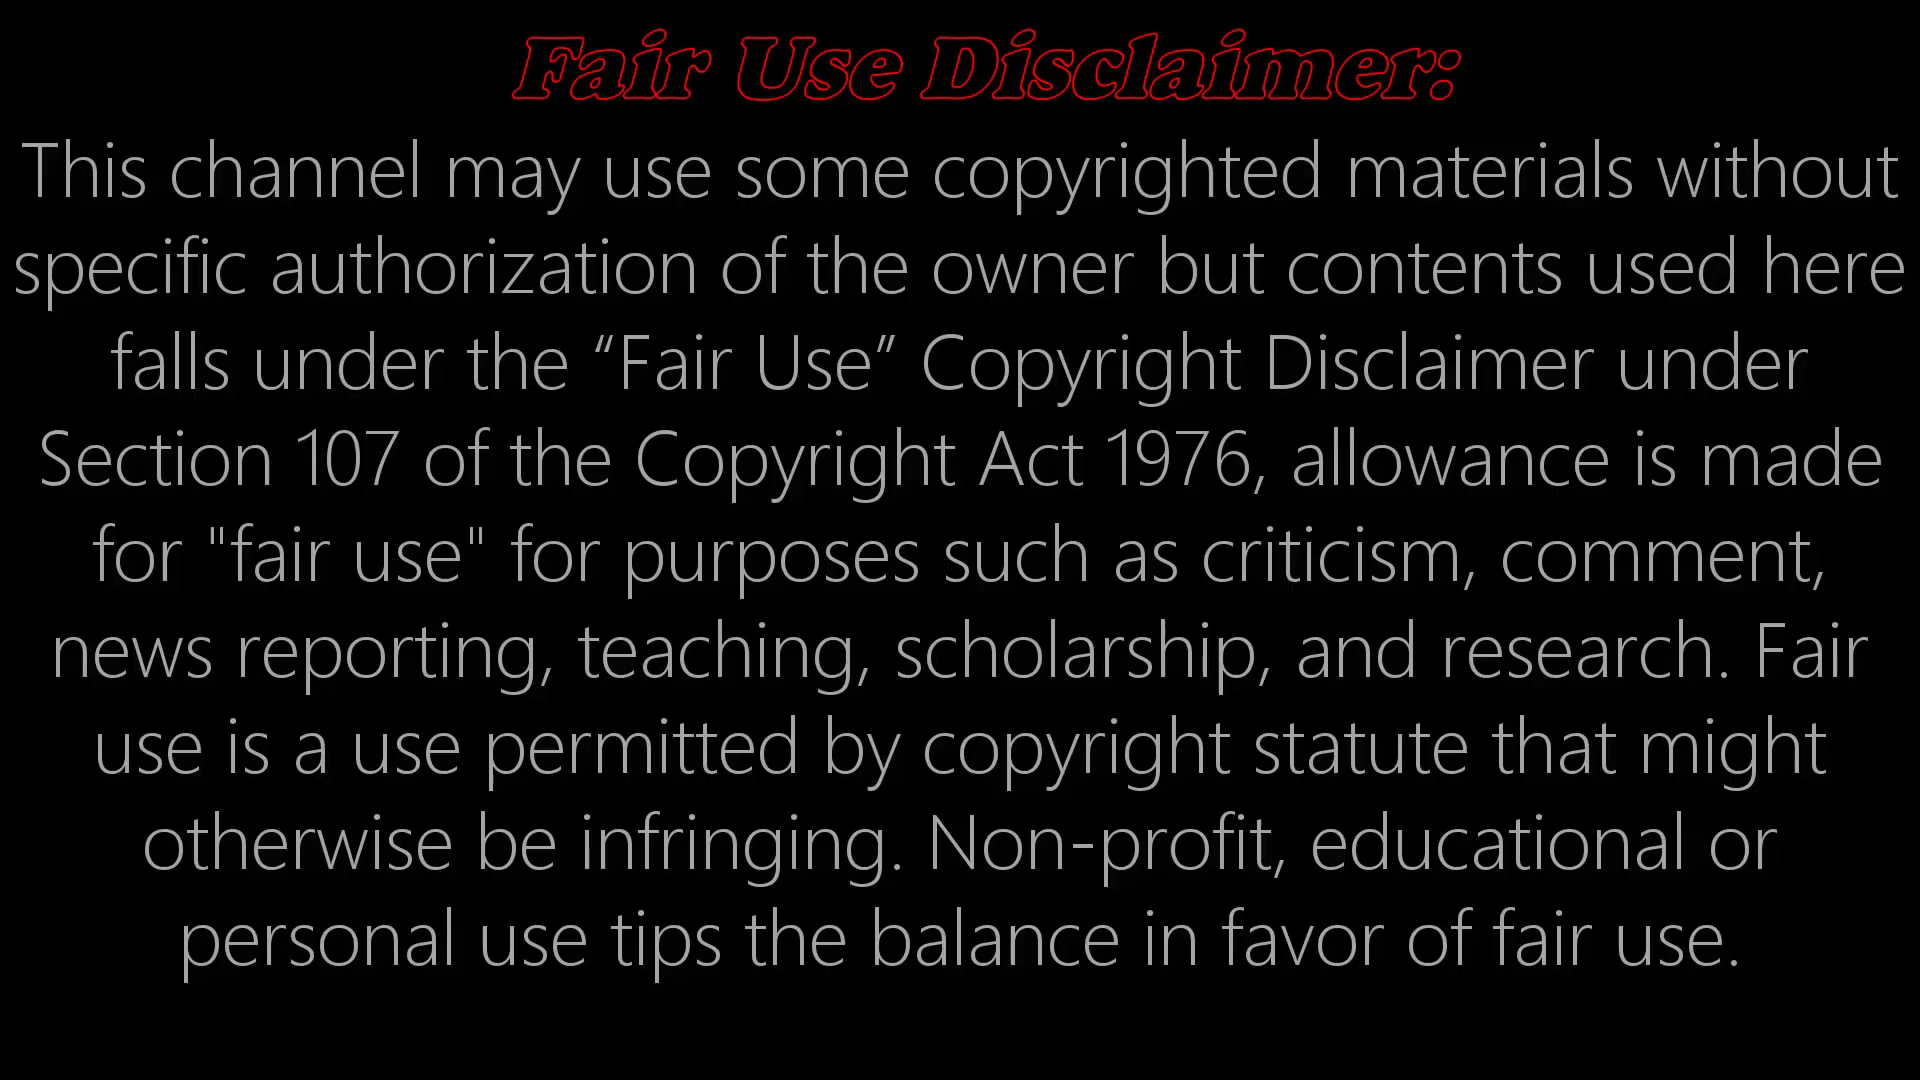 Fair Use Disclaimer:
This channel may use some copyrighted materials without
specific authorization of the owner but contents used here
falls under the “Fair Use” Copyright Disclaimer under
Section 107 of the Copyright Act 1976, allowance is made
for "fair use" for purposes such as criticism, comment,
news reporting, teaching, scholarship, and research. Fair
use is a use permitted by copyright statute that might
otherwise be infringing. Non-profit, educational or
personal use tips the balance in favor of fair use.